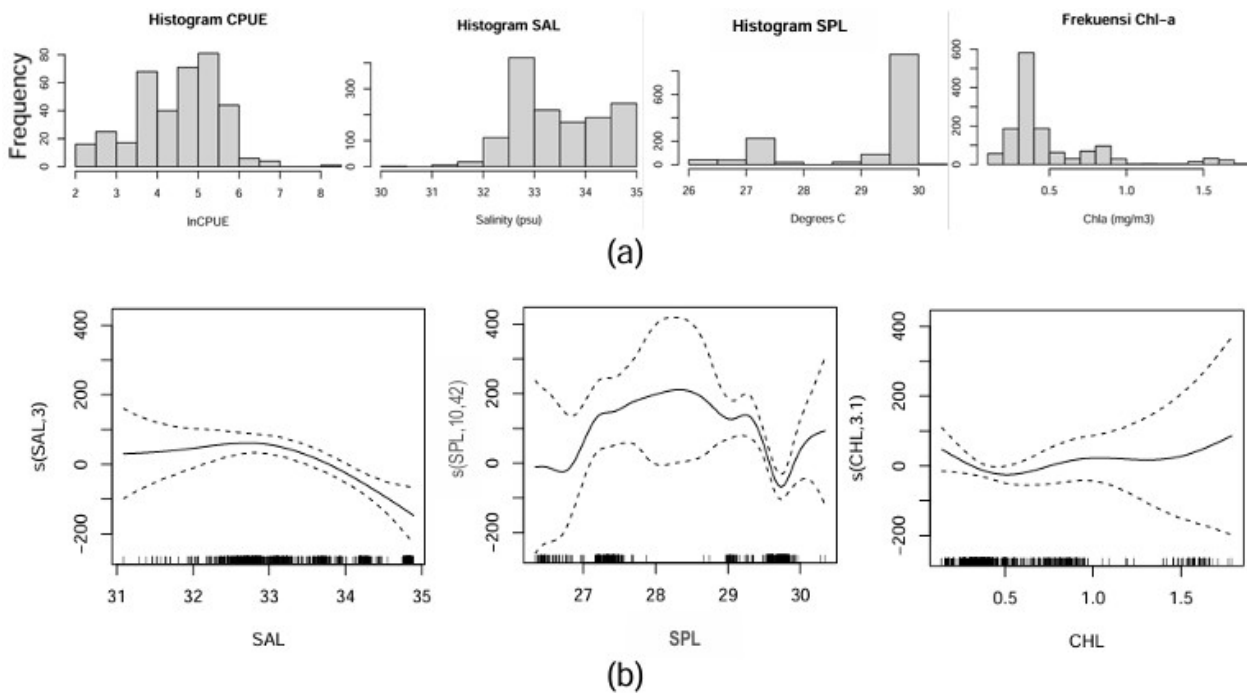 Histogram CPUE
Frequency
0 20 40 60 80
2 3 4 5 6 7 8
lnCPUE
Histogram SAL
0 100 300
30 31 32 33 34 35
Salinity (psu)
Histogram SPL
0 200 600
26 27 28 29 30
Degrees C
Frekuensi Chl-a
0 200 400 600
0.5 1.0 1.5
Chla (mg/m3)
(a)
s(SAL,3)
-200 0 200 400
31 32 33 34 35
SAL
s(SPL,10,42)
-200 0 200 400
27 28 29 30
SPL
s(CHL,3.1)
-200 0 200 400
0.5 1.0 1.5
CHL
(b)